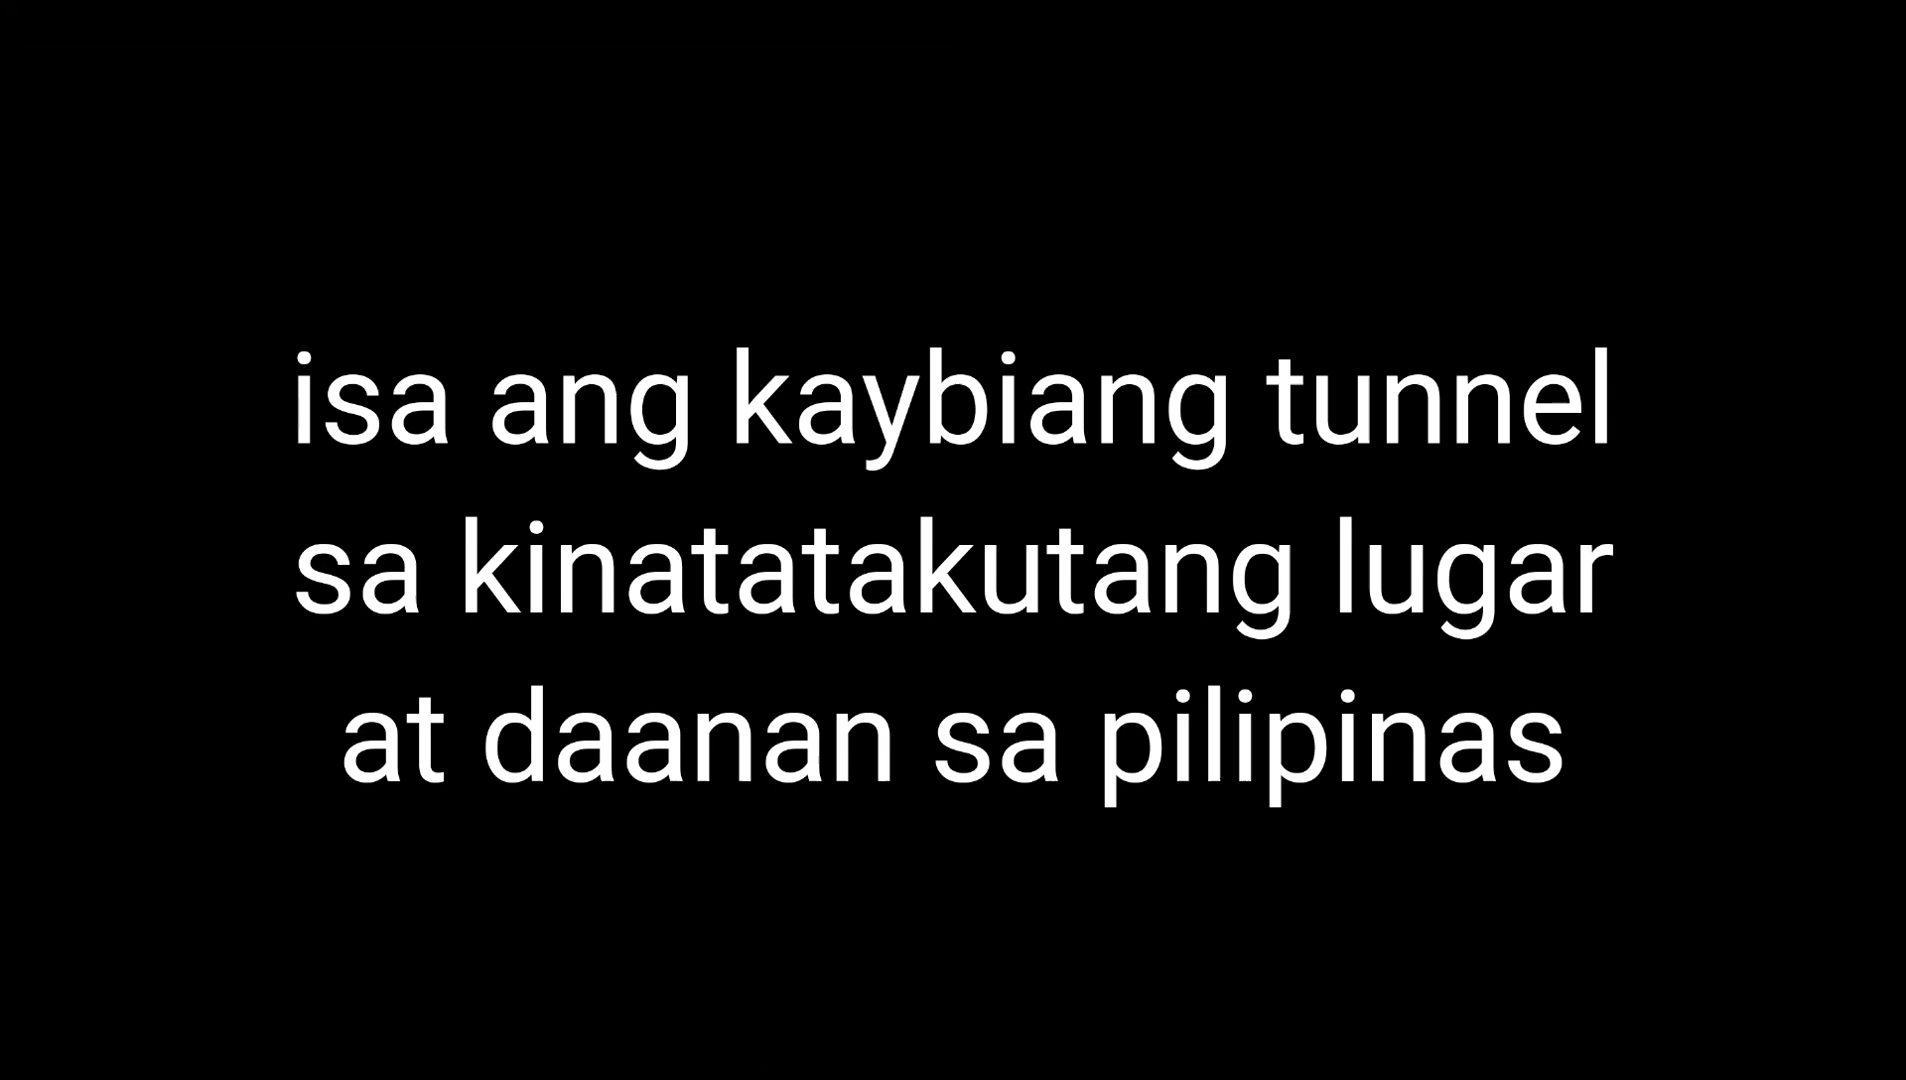 isa ang kaybiang tunnel
sa kinatatakutang lugar
at daanan sa pilipinas